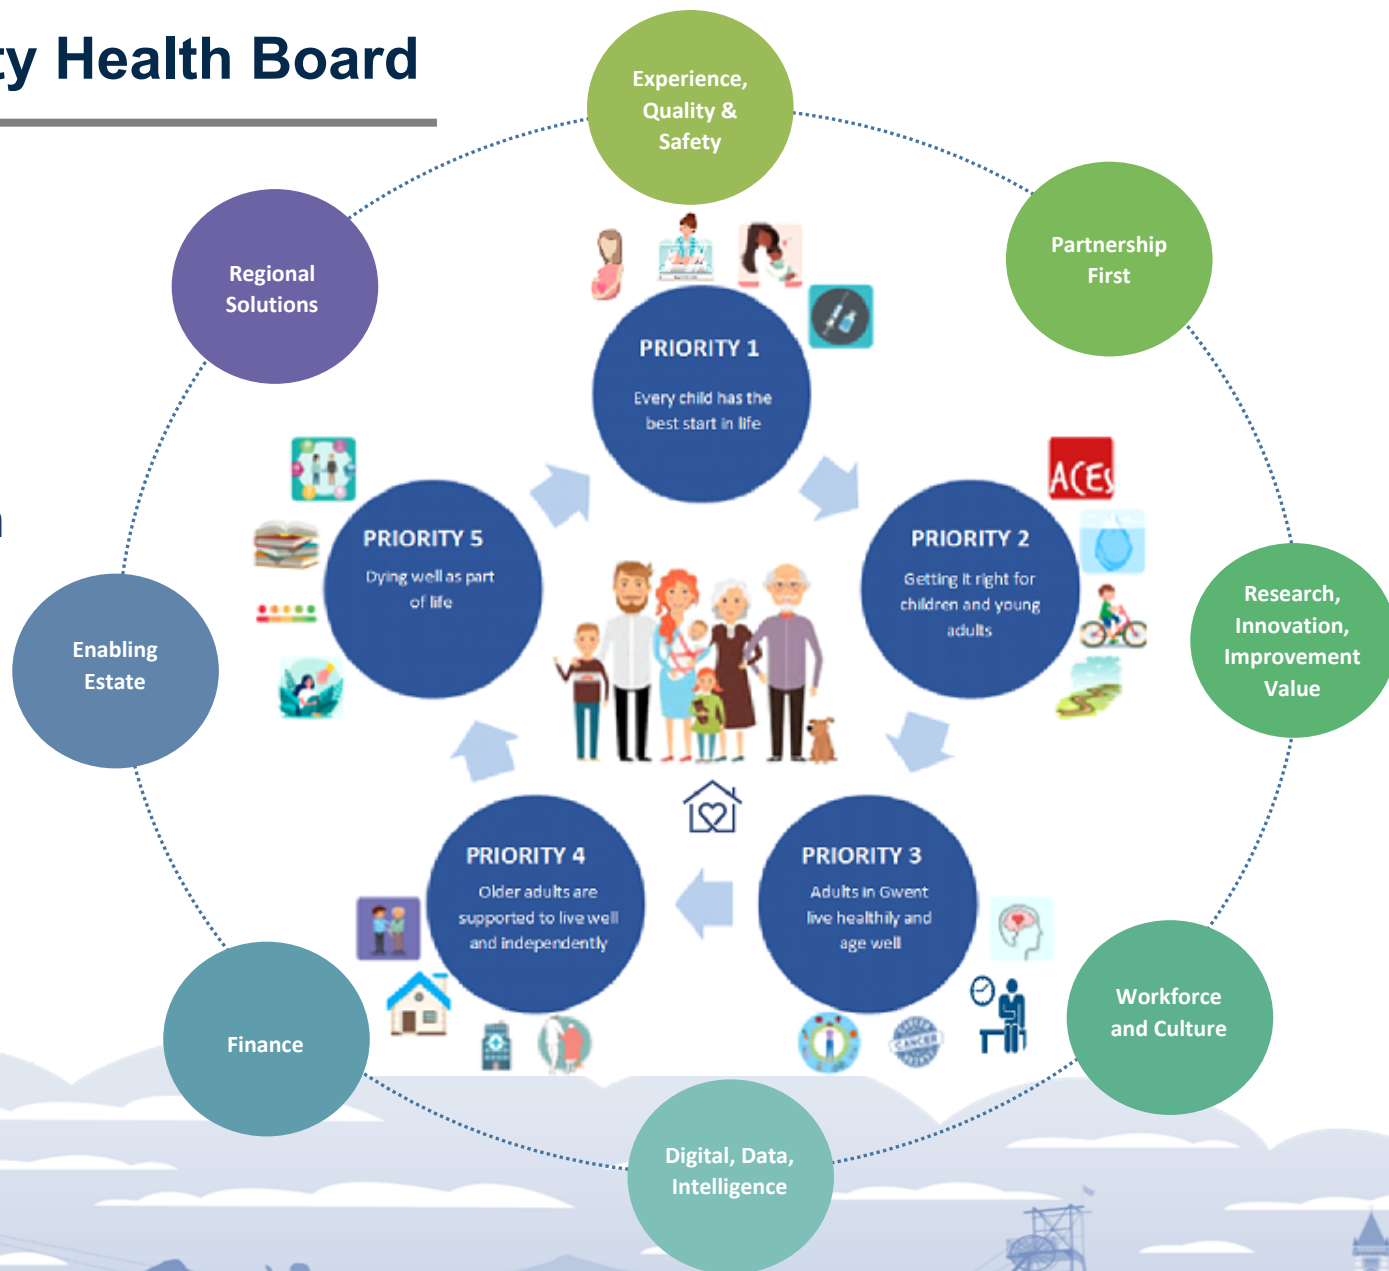 ty Health Board
Experience,
Quality &
Safety
Partnership
First
Research,
Innovation,
Improvement
Value
Workforce
and Culture
Digital, Data,
Intelligence
Finance
Enabling
Estate
Regional
Solutions
PRIORITY 1
Every child has the
best start in life
ACEs
PRIORITY 2
Getting it right for
children and young
adults
PRIORITY 3
Adults in Gwent
live healthily and
age well
CANCER
PRIORITY 4
Older adults are
supported to live well
and independently
PRIORITY 5
Dying well as part
of life